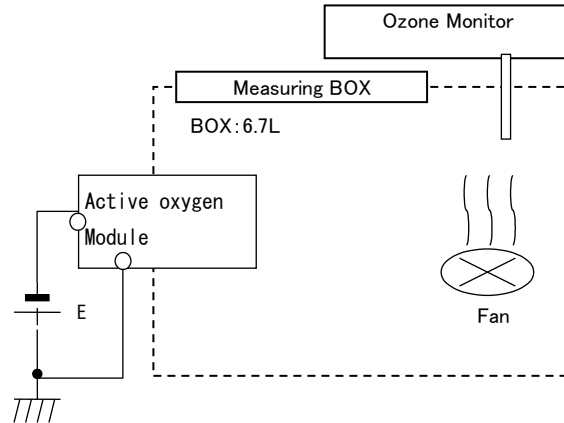 Ozone Monitor
Measuring BOX
BOX:6.7L
Active oxygen
Module
E
Fan